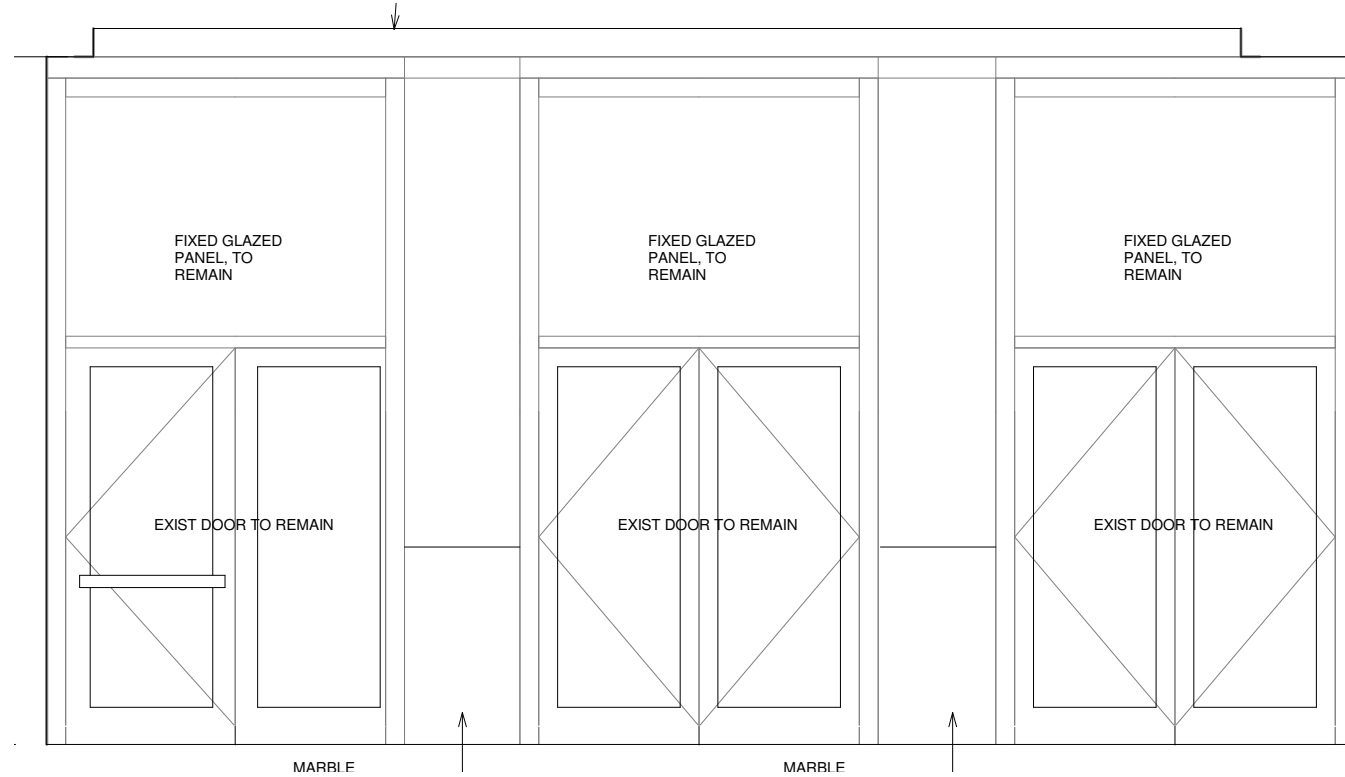 FIXED GLAZED
PANEL, TO
REMAIN
FIXED GLAZED
PANEL, TO
REMAIN
FIXED GLAZED
PANEL, TO
REMAIN
EXIST DOOR TO REMAIN
EXIST DOOR TO REMAIN
EXIST DOOR TO REMAIN
MARBLE
MARBLE